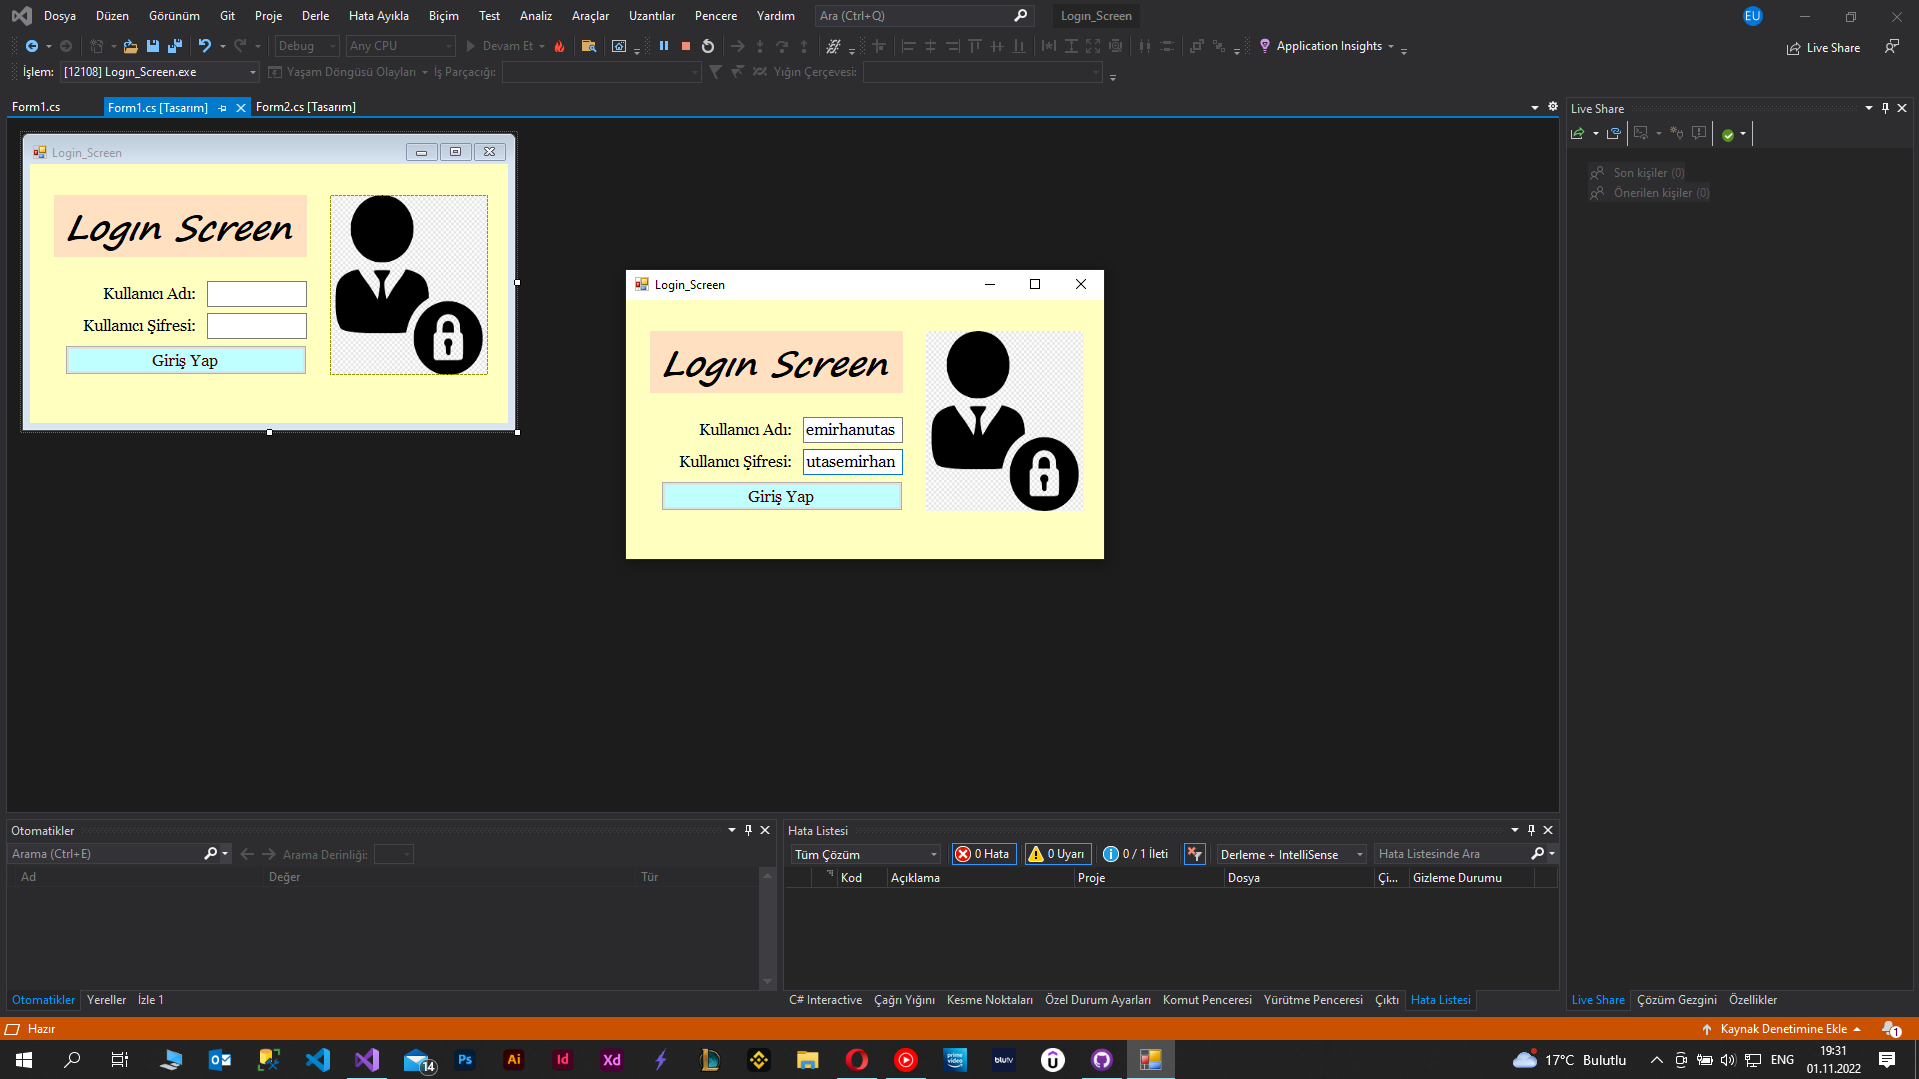 Dosya Düzen Görünüm Git Proje Derle Hata Ayıkla Biçim Test Analiz Araçlar Uzantılar Pencere Yardım Ara (Ctrl+Q) Login_Screen EU
Debug Any CPU Devam Et Application Insights Live Share
İşlem: [12108] Login_Screen.exe Yaşam Döngüsü Olayları İş Parçacığı: Yığın Çerçevesi:
Form1.cs Form1.cs [Tasarım] Form2.cs [Tasarım]
Live Share
Son kişiler (0)
Önerilen kişiler (0)
Login_Screen
Logın Screen
Kullanıcı Adı:
Kullanıcı Şifresi:
Giriş Yap
Login_Screen
Logın Screen
Kullanıcı Adı: emirhanutas
Kullanıcı Şifresi: utasemirhan
Giriş Yap
Otomatikler
Arama (Ctrl+E) Arama Derinliği:
Ad Değer Tür
Otomatikler Yereller İzle 1
Hata Listesi
Tüm Çözüm 0 Hata 0 Uyarı 0 / 1 İleti Derleme + IntelliSense Hata Listesinde Ara
Kod Açıklama Proje Dosya Çi... Gizleme Durumu
C# Interactive Çağrı Yığını Kesme Noktaları Özel Durum Ayarları Komut Penceresi Yürütme Penceresi Çıktı Hata Listesi
Live Share Çözüm Gezgini Özellikler
Hazır Kaynak Denetimine Ekle 1
14 Ps Ai Id Xd prime video blutv 17°C Bulutlu ENG 19:31
01.11.2022